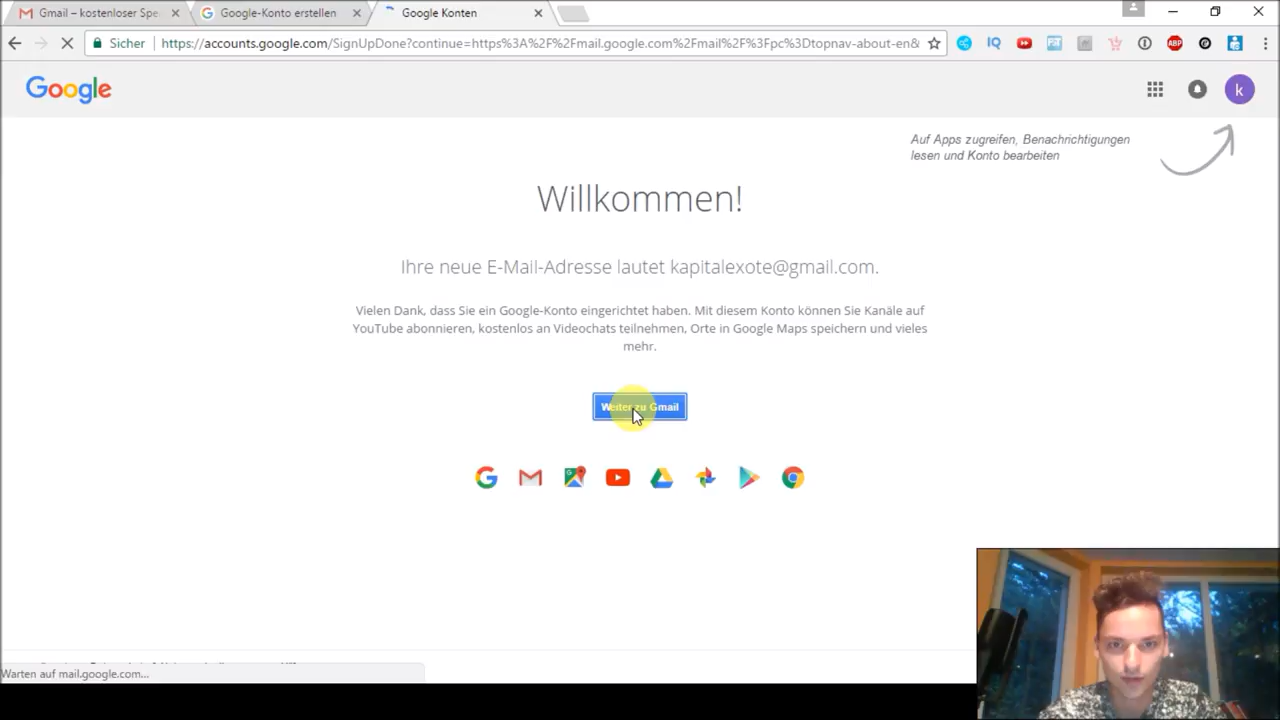 Gmail – kostenloser Spe
Google-Konto erstellen
Google Konten
Sicher
https://accounts.google.com/SignUpDone?continue=https%3A%2F%2Fmail.google.com%2Fmail%2F%3Fpc%3Dtopnav-about-en&
IQ
ABP
Google
k
Auf Apps zugreifen, Benachrichtigungen
lesen und Konto bearbeiten
Willkommen!
Ihre neue E-Mail-Adresse lautet kapitalexote@gmail.com.
Vielen Dank, dass Sie ein Google-Konto eingerichtet haben. Mit diesem Konto können Sie Kanäle auf
YouTube abonnieren, kostenlos an Videochats teilnehmen, Orte in Google Maps speichern und vieles
mehr.
Weiter zu Gmail
Warten auf mail.google.com...